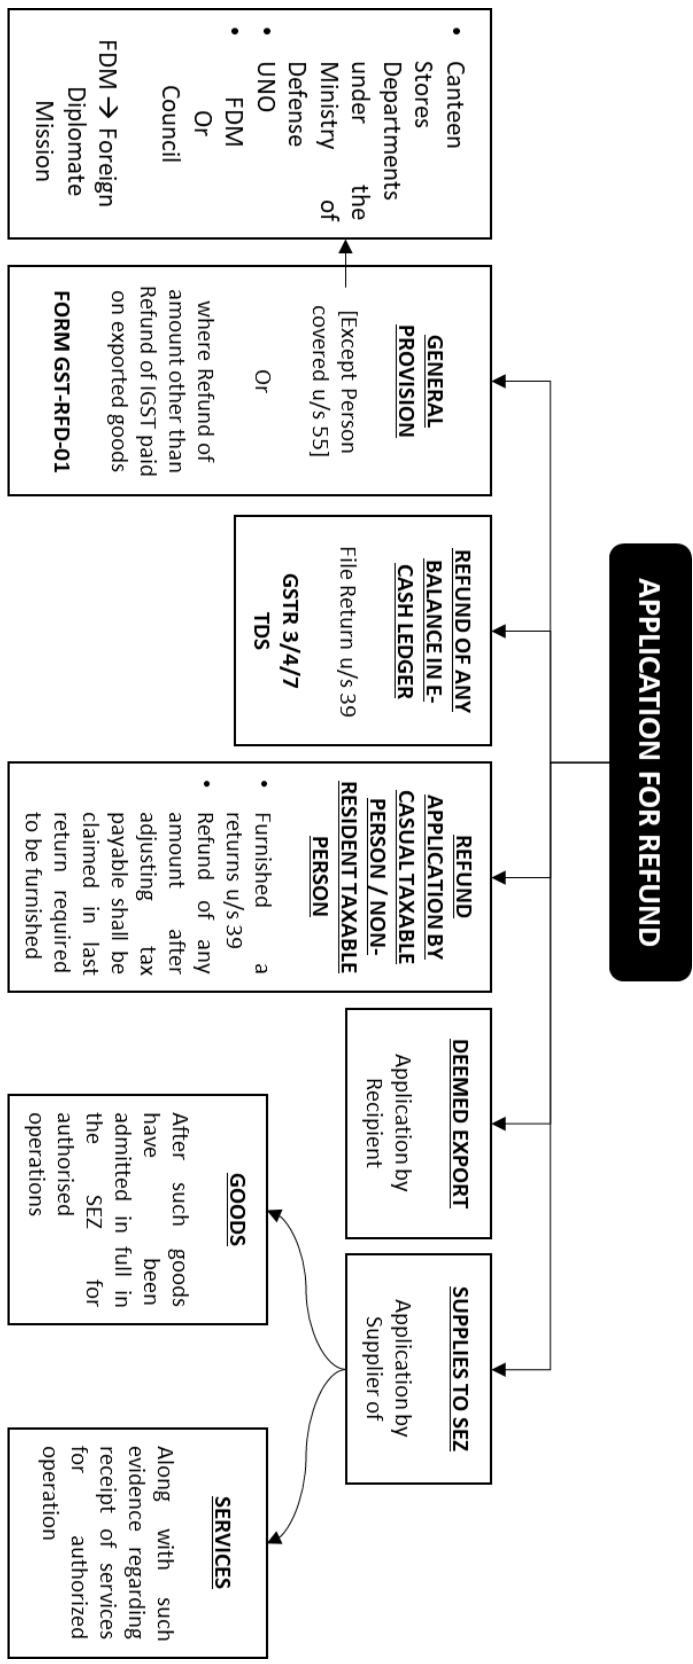 APPLICATION FOR REFUND
GENERAL
PROVISION
[Except Person
covered u/s 55]
Or
where Refund of
amount other than
Refund of IGST paid
on exported goods
FORM GST-RFD-01
• Canteen
Stores
Departments
under the
Ministry of
Defense
• UNO
• FDM
Or
Council
FDM → Foreign
Diplomate
Mission
REFUND OF ANY
BALANCE IN E-
CASH LEDGER
File Return u/s 39
GSTR 3/4/7
TDS
REFUND
APPLICATION BY
CASUAL TAXABLE
PERSON / NON-
RESIDENT TAXABLE
PERSON
• Furnished a
returns u/s 39
• Refund of any
amount after
adjusting tax
payable shall be
claimed in last
return required
to be furnished
DEEMED EXPORT
Application by
Recipient
SUPPLIES TO SEZ
Application by
Supplier of
GOODS
After such goods
have been
admitted in full in
the SEZ for
authorised
operations
SERVICES
Along with such
evidence regarding
receipt of services
for authorized
operation